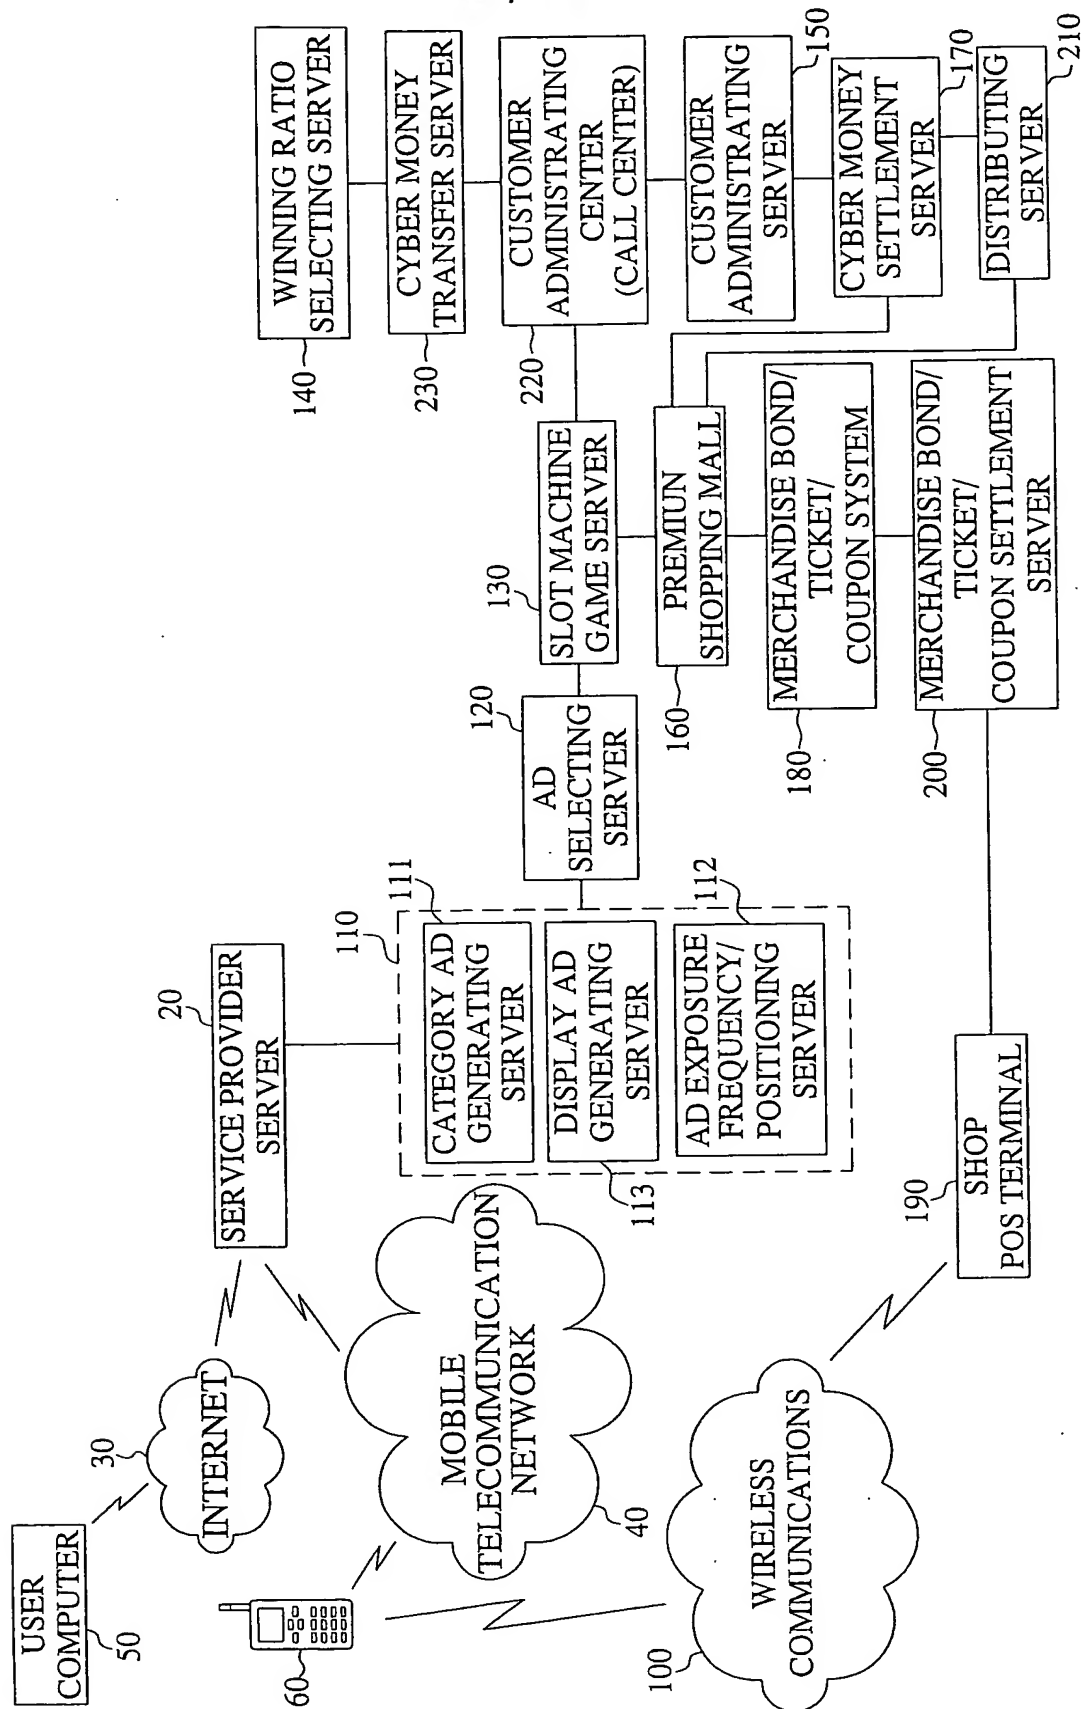 USER
COMPUTER
50
30
INTERNET
60
MOBILE
TELECOMMUNICATION
NETWORK
40
WIRELESS
COMMUNICATIONS
100
20
SERVICE PROVIDER
SERVER
110
111
CATEGORY AD
GENERATING
SERVER
DISPLAY AD
GENERATING
SERVER
113
112
AD EXPOSURE
FREQUENCY/
POSITIONING
SERVER
190
SHOP
POS TERMINAL
120
AD
SELECTING
SERVER
130
SLOT MACHINE
GAME SERVER
PREMIUN
SHOPPING MALL
160
MERCHANDISE BOND/
TICKET/
COUPON SYSTEM
180
MERCHANDISE BOND/
TICKET/
COUPON SETTLEMENT
SERVER
200
WINNING RATIO
SELECTING SERVER
140
CYBER MONEY
TRANSFER SERVER
230
CUSTOMER
ADMINISTRATING
CENTER
(CALL CENTER)
220
CUSTOMER
ADMINISTRATING
SERVER
150
CYBER MONEY
SETTLEMENT
SERVER
170
DISTRIBUTING
SERVER
210